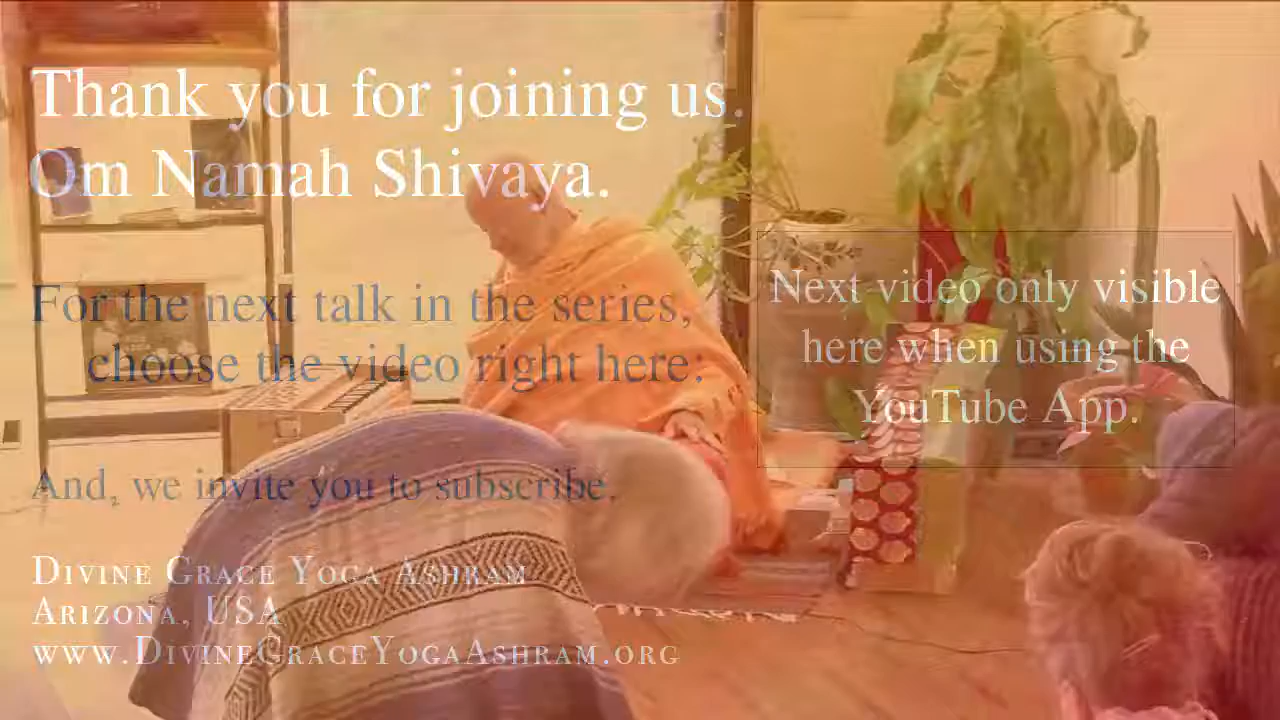 Thank you for joining us.
Om Namah Shivaya.
For the next talk in the series,
choose the video right here:
And, we invite you to subscribe.
Divine Grace Yoga Ashram
Arizona, USA
www.DivineGraceYogaAshram.org
Next video only visible
here when using the
YouTube App.